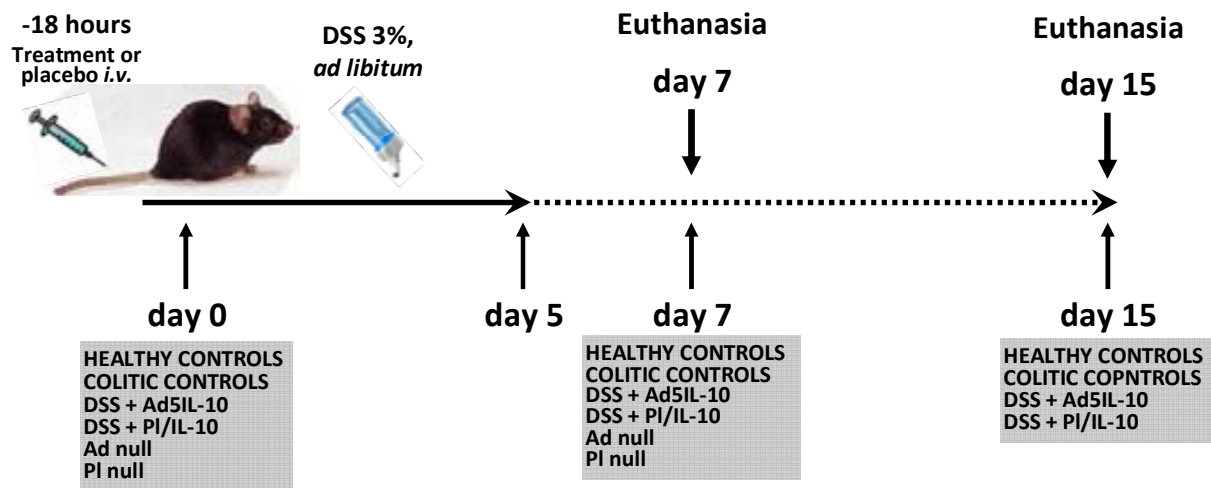 -18 hours
Treatment or
placebo i.v.
DSS 3%,
ad libitum
Euthanasia
day 7
Euthanasia
day 15
day 0
day 5
day 7
day 15
HEALTHY CONTROLS
COLITIC CONTROLS
DSS + Ad5IL-10
DSS + Pl/IL-10
Ad null
Pl null
HEALTHY CONTROLS
COLITIC CONTROLS
DSS + Ad5IL-10
DSS + Pl/IL-10
Ad null
Pl null
HEALTHY CONTROLS
COLITIC COPNTROLS
DSS + Ad5IL-10
DSS + Pl/IL-10